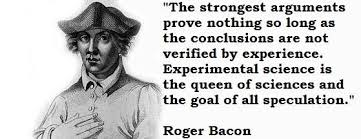 "The strongest arguments
prove nothing so long as
the conclusions are not
verified by experience.
Experimental science is
the queen of sciences and
the goal of all speculation."
Roger Bacon